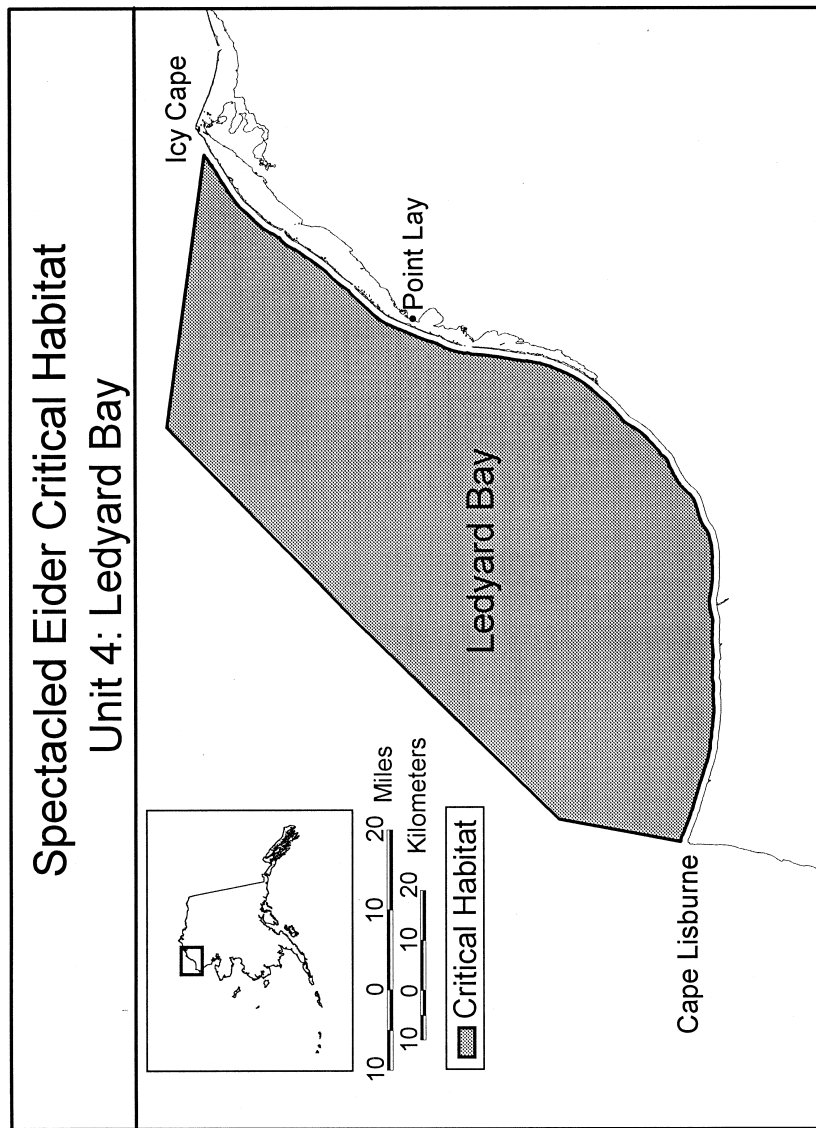 Spectacled Eider Critical Habitat
Unit 4: Ledyard Bay
Icy Cape
Point Lay
Ledyard Bay
Cape Lisburne
10 0 10 20 Miles
10 0 10 20 Kilometers
Critical Habitat